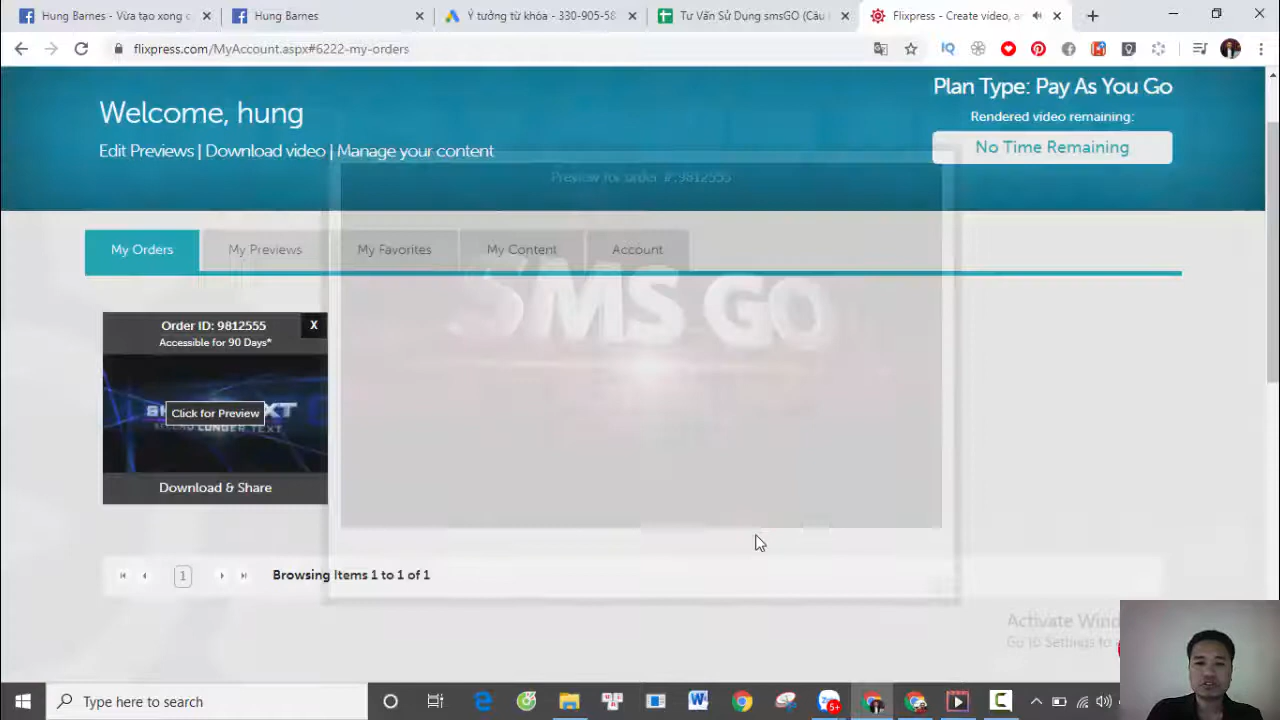 Hung Barnes - Vừa tạo xong c
Hung Barnes
Ý tưởng từ khóa - 330-905-58
Tư Vấn Sử Dụng smsGO (Câu
Flixpress - Create video, a
flixpress.com/MyAccount.aspx#6222-my-orders
Welcome, hung
Edit Previews | Download video | Manage your content
Plan Type: Pay As You Go
Rendered video remaining:
No Time Remaining
Preview for order #:9812555
My Orders
My Previews
My Favorites
My Content
Account
SMS GO
Order ID: 9812555
X
Accessible for 90 Days*
Click for Preview
XT
SECOND LONGER TEXT
Download & Share
1
Browsing Items 1 to 1 of 1
Activate Wind
Go to Settings to
Type here to search
5+